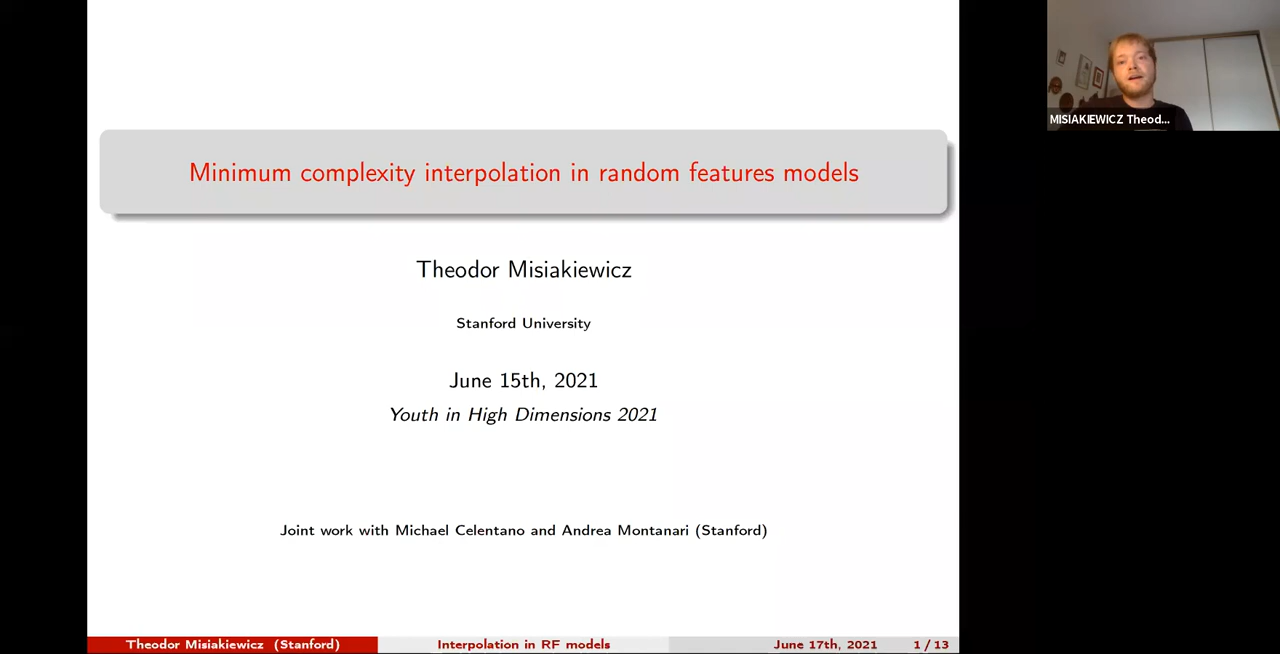 Minimum complexity interpolation in random features models
Theodor Misiakiewicz
Stanford University
June 15th, 2021
Youth in High Dimensions 2021
Joint work with Michael Celentano and Andrea Montanari (Stanford)
Theodor Misiakiewicz (Stanford)
Interpolation in RF models
June 17th, 2021
1 / 13
MISIAKIEWICZ Theod...